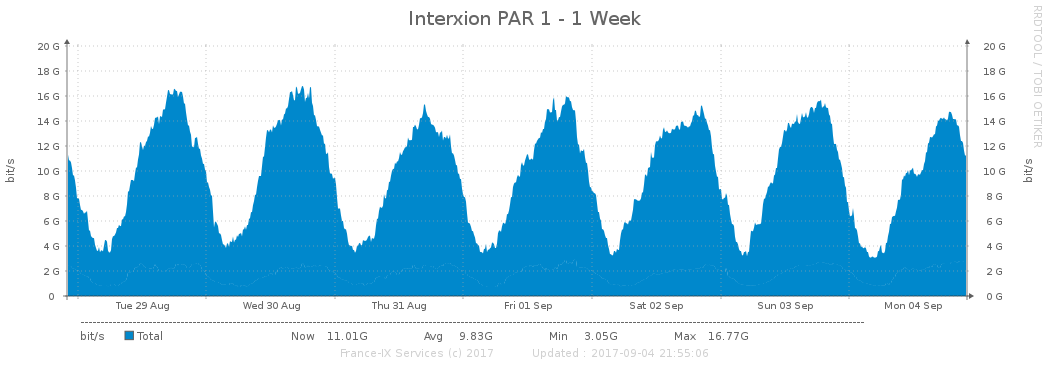 Interxion PAR 1 - 1 Week
RRDTOOL / TOBI OETIKER
20 G 20 G
18 G 18 G
16 G 16 G
14 G 14 G
12 G 12 G
10 G 10 G
8 G 8 G
6 G 6 G
4 G 4 G
2 G 2 G
0 0 G
bit/s bit/s
Tue 29 Aug Wed 30 Aug Thu 31 Aug Fri 01 Sep Sat 02 Sep Sun 03 Sep Mon 04 Sep
bit/s Total Now 11.01G Avg 9.83G Min 3.05G Max 16.77G
France-IX Services (c) 2017 Updated : 2017-09-04 21:55:06